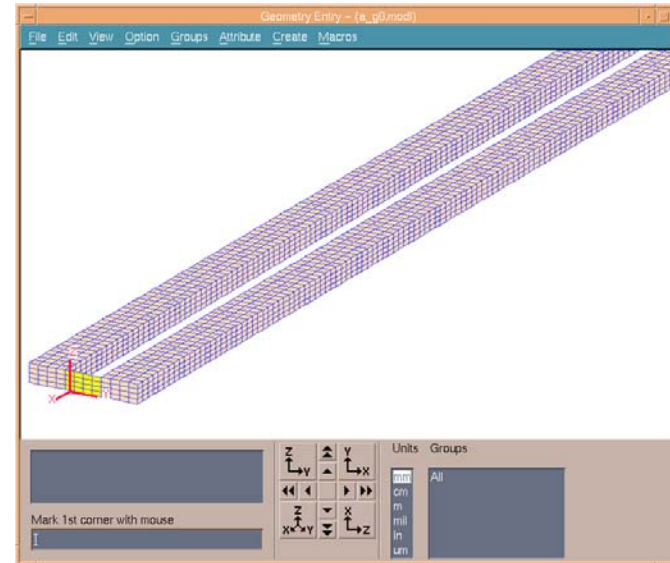 Geometry Entry - (a_g0.modl)
File Edit View Option Groups Attribute Create Macros
Z
X
Z Y
Y X
Units Groups
mm
cm
m
mil
in
um
All
Z X Y
X Z
Mark 1st corner with mouse